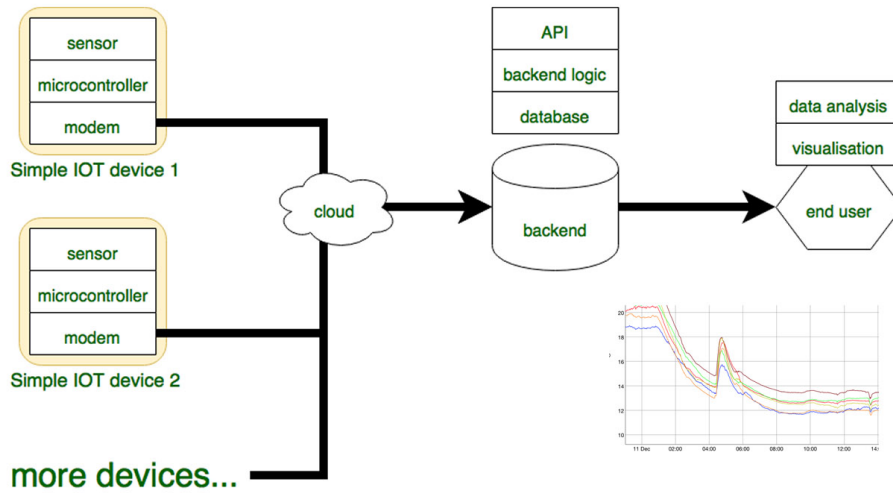 sensor
microcontroller
modem
Simple IOT device 1
sensor
microcontroller
modem
Simple IOT device 2
more devices...
cloud
API
backend logic
database
backend
data analysis
visualisation
end user
20
18
16
14
12
10
11 Dec
02:00
04:00
06:00
08:00
10:00
12:00
14: